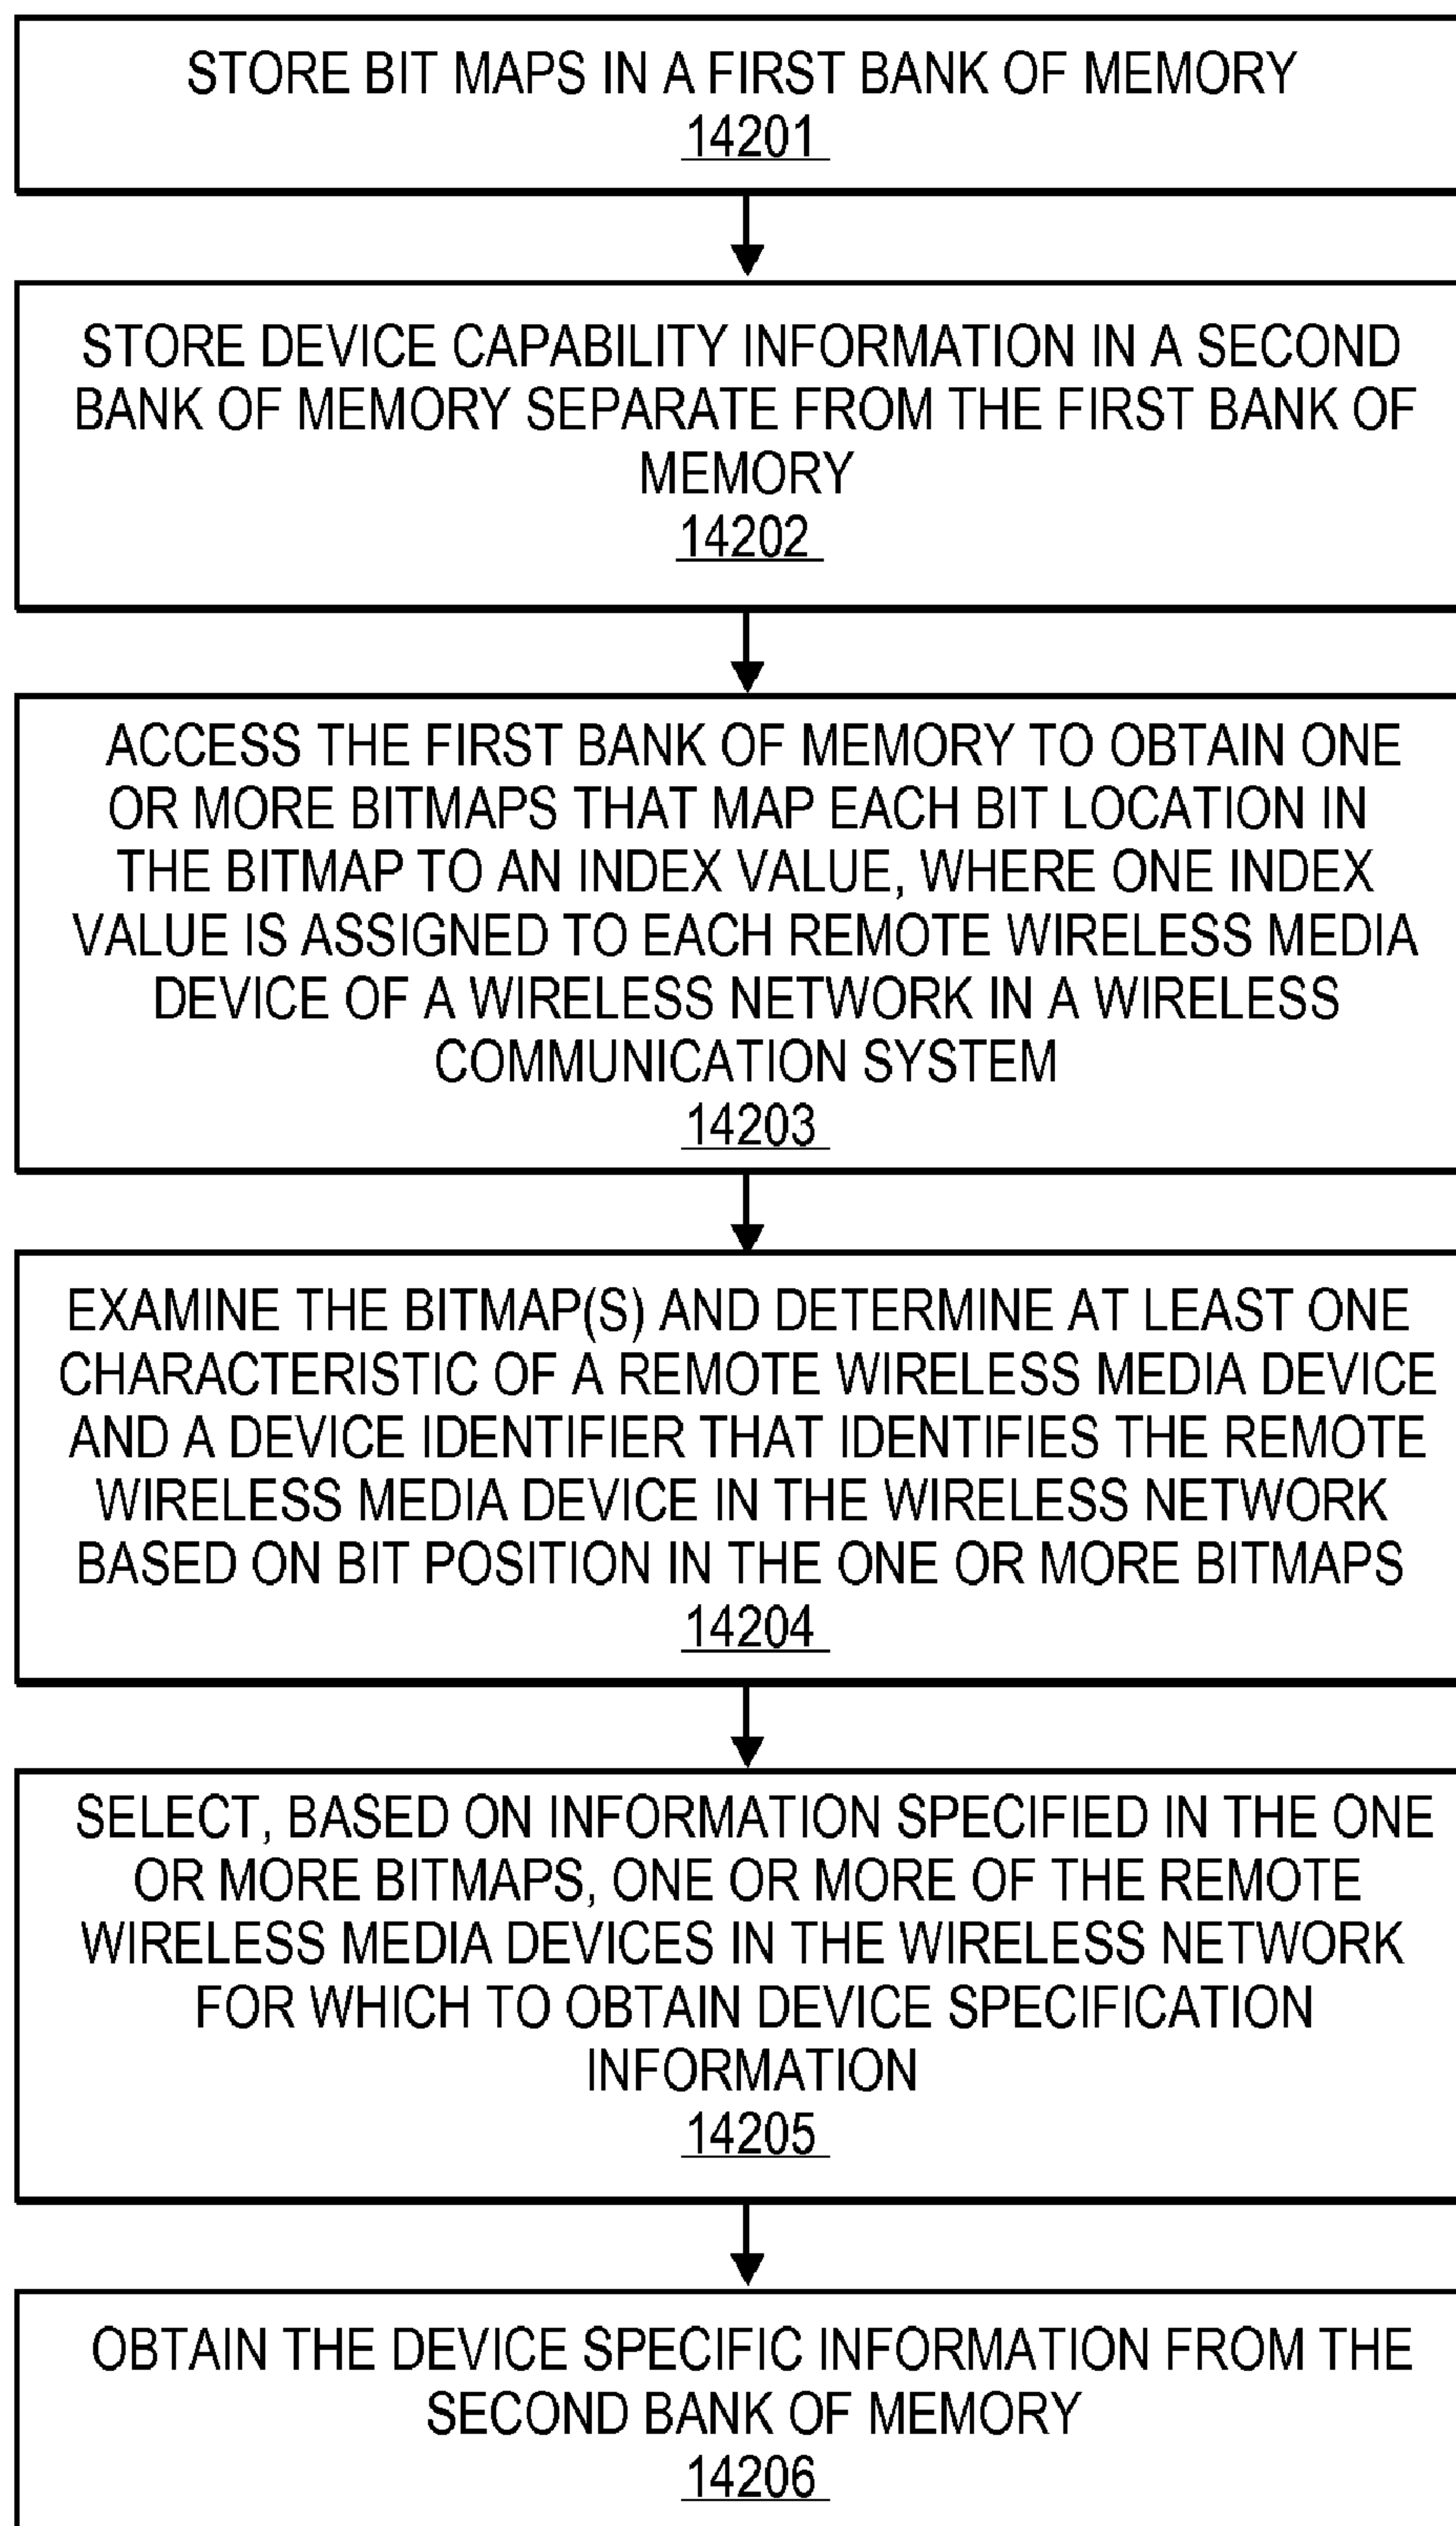 STORE BIT MAPS IN A FIRST BANK OF MEMORY
14201
STORE DEVICE CAPABILITY INFORMATION IN A SECOND
BANK OF MEMORY SEPARATE FROM THE FIRST BANK OF
MEMORY
14202
ACCESS THE FIRST BANK OF MEMORY TO OBTAIN ONE
OR MORE BITMAPS THAT MAP EACH BIT LOCATION IN
THE BITMAP TO AN INDEX VALUE, WHERE ONE INDEX
VALUE IS ASSIGNED TO EACH REMOTE WIRELESS MEDIA
DEVICE OF A WIRELESS NETWORK IN A WIRELESS
COMMUNICATION SYSTEM
14203
EXAMINE THE BITMAP(S) AND DETERMINE AT LEAST ONE
CHARACTERISTIC OF A REMOTE WIRELESS MEDIA DEVICE
AND A DEVICE IDENTIFIER THAT IDENTIFIES THE REMOTE
WIRELESS MEDIA DEVICE IN THE WIRELESS NETWORK
BASED ON BIT POSITION IN THE ONE OR MORE BITMAPS
14204
SELECT, BASED ON INFORMATION SPECIFIED IN THE ONE
OR MORE BITMAPS, ONE OR MORE OF THE REMOTE
WIRELESS MEDIA DEVICES IN THE WIRELESS NETWORK
FOR WHICH TO OBTAIN DEVICE SPECIFICATION
INFORMATION
14205
OBTAIN THE DEVICE SPECIFIC INFORMATION FROM THE
SECOND BANK OF MEMORY
14206